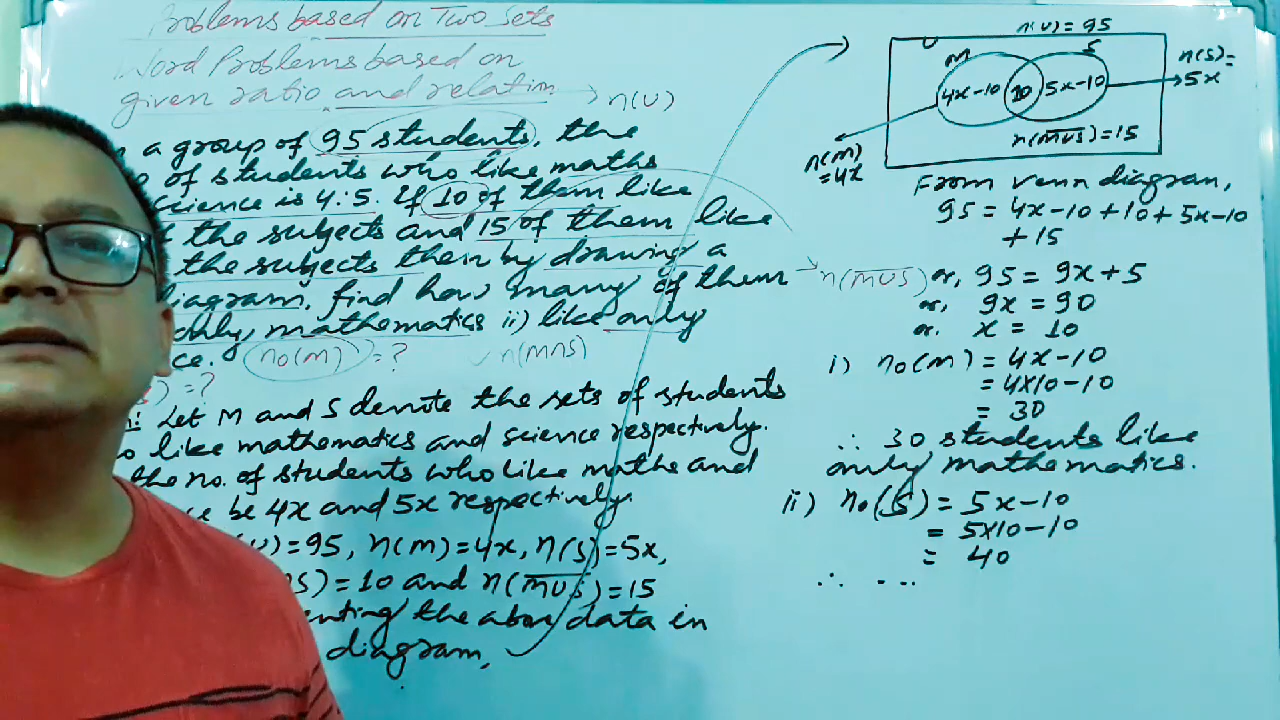 Problems based on Two Sets
Word Problems based on
given ratio and relation → n(U)
a group of 95 students, the
of students who like maths
science is 4:5. If 10 of them like
the subjects and 15 of them like
the subjects then by drawing a
diagram, find how many of them → n(M̅U̅S̅)
only mathematics ii) like only
ce. n₀(M) = ? n(M∩S)
) = ?
: Let M and S denote the sets of students
o like mathematics and science respectively.
the no. of students who like maths and
ce be 4x and 5x respectively.
) = 95, n(M) = 4x, n(S) = 5x,
S) = 10 and n(M̅U̅S̅) = 15
enting the above data in
diagram,
n(U) = 95
U
M
S
n(S) =
5x
4x-10
10
5x-10
n(M̅U̅S̅) = 15
n(M)
= 4x
From venn diagram,
95 = 4x-10+10+5x-10
+15
or, 95 = 9x+5
or, 9x = 90
or. x = 10
i) n₀(M) = 4x-10
= 4×10-10
= 30
∴ 30 students like
only mathematics.
ii) n₀(S) = 5x-10
= 5×10-10
= 40
∴ ...